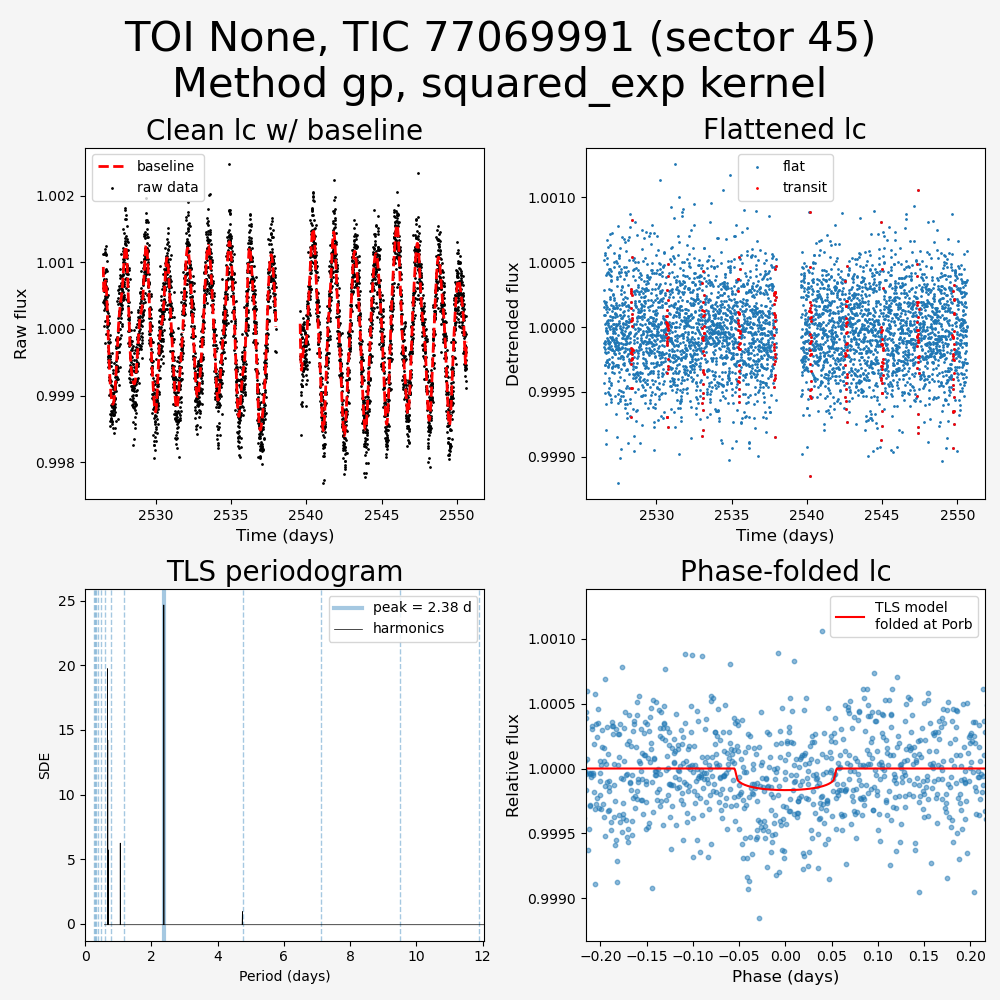 TOI None, TIC 77069991 (sector 45)
Method gp, squared_exp kernel
Clean lc w/ baseline
baseline
raw data
1.002
1.001
1.000
0.999
0.998
Raw flux
2530
2535
2540
2545
2550
Time (days)
Flattened lc
flat
transit
1.0010
1.0005
1.0000
0.9995
0.9990
Detrended flux
2530
2535
2540
2545
2550
Time (days)
TLS periodogram
peak = 2.38 d
harmonics
25
20
15
10
5
0
SDE
0
2
4
6
8
10
12
Period (days)
Phase-folded lc
TLS model
folded at Porb
1.0010
1.0005
1.0000
0.9995
0.9990
Relative flux
−0.20
−0.15
−0.10
−0.05
0.00
0.05
0.10
0.15
0.20
Phase (days)